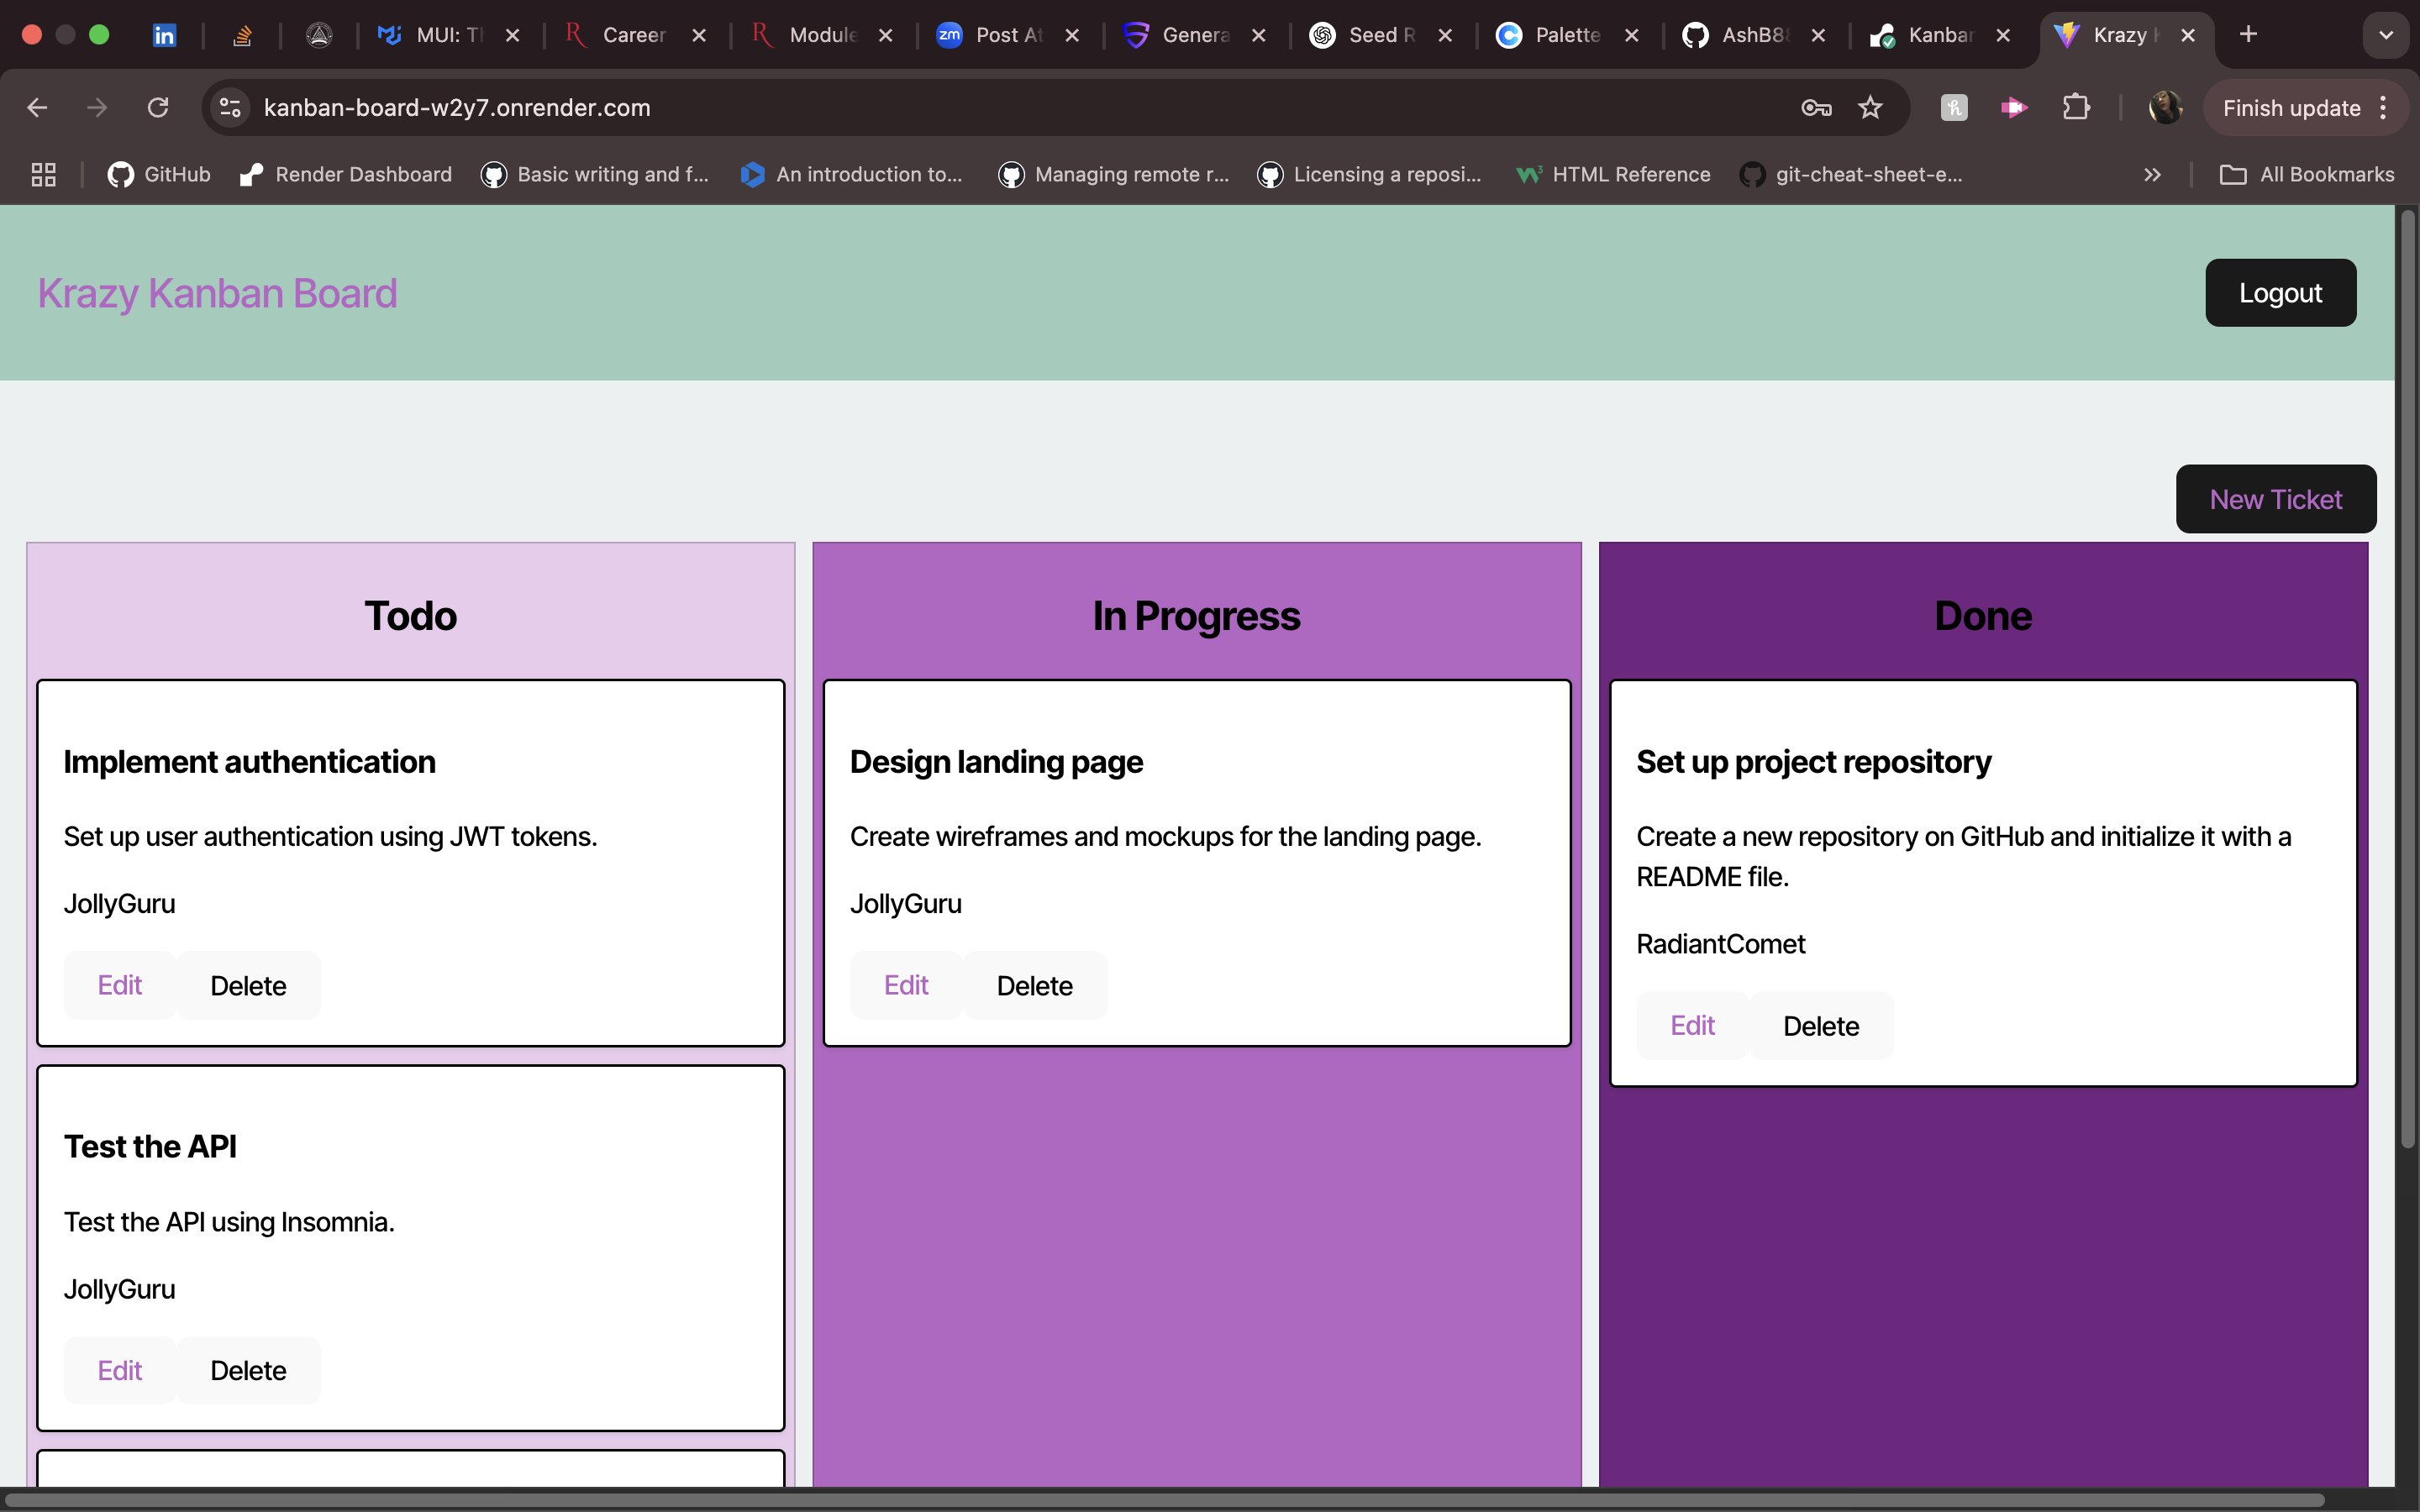 MUI: Th
Career
Module
Post At
Genera
Seed R
Palette
AshB88
Kanban
Krazy K
kanban-board-w2y7.onrender.com
Finish update
GitHub
Render Dashboard
Basic writing and f...
An introduction to...
Managing remote r...
Licensing a reposi...
HTML Reference
git-cheat-sheet-e...
All Bookmarks
Krazy Kanban Board
Logout
New Ticket
Todo
Implement authentication
Set up user authentication using JWT tokens.
JollyGuru
Edit
Delete
Test the API
Test the API using Insomnia.
JollyGuru
Edit
Delete
In Progress
Design landing page
Create wireframes and mockups for the landing page.
JollyGuru
Edit
Delete
Done
Set up project repository
Create a new repository on GitHub and initialize it with a
README file.
RadiantComet
Edit
Delete